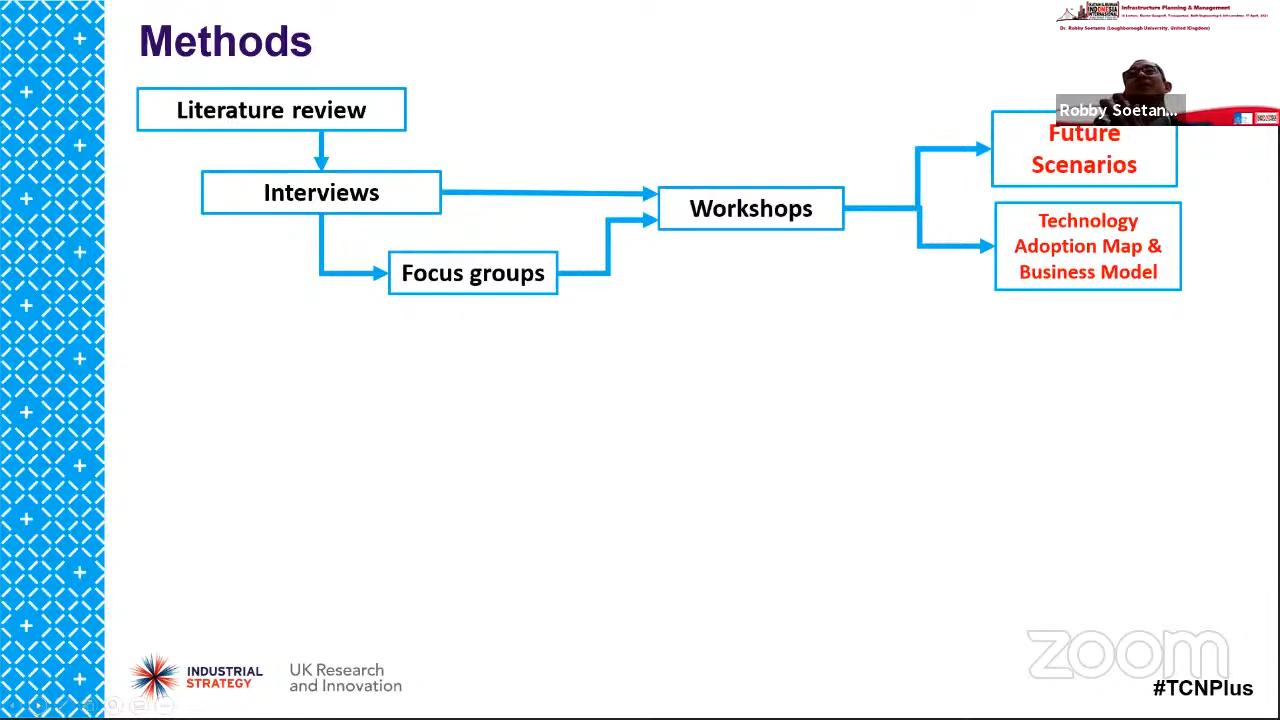 Methods
Infrastructure Planning & Management
Dr. Robby Soetanto (Loughborough University, United Kingdom)
Robby Soetan...
Literature review
Interviews
Focus groups
Workshops
Future
Scenarios
Technology
Adoption Map &
Business Model
INDUSTRIAL
STRATEGY
UK Research
and Innovation
zoom
#TCNPlus